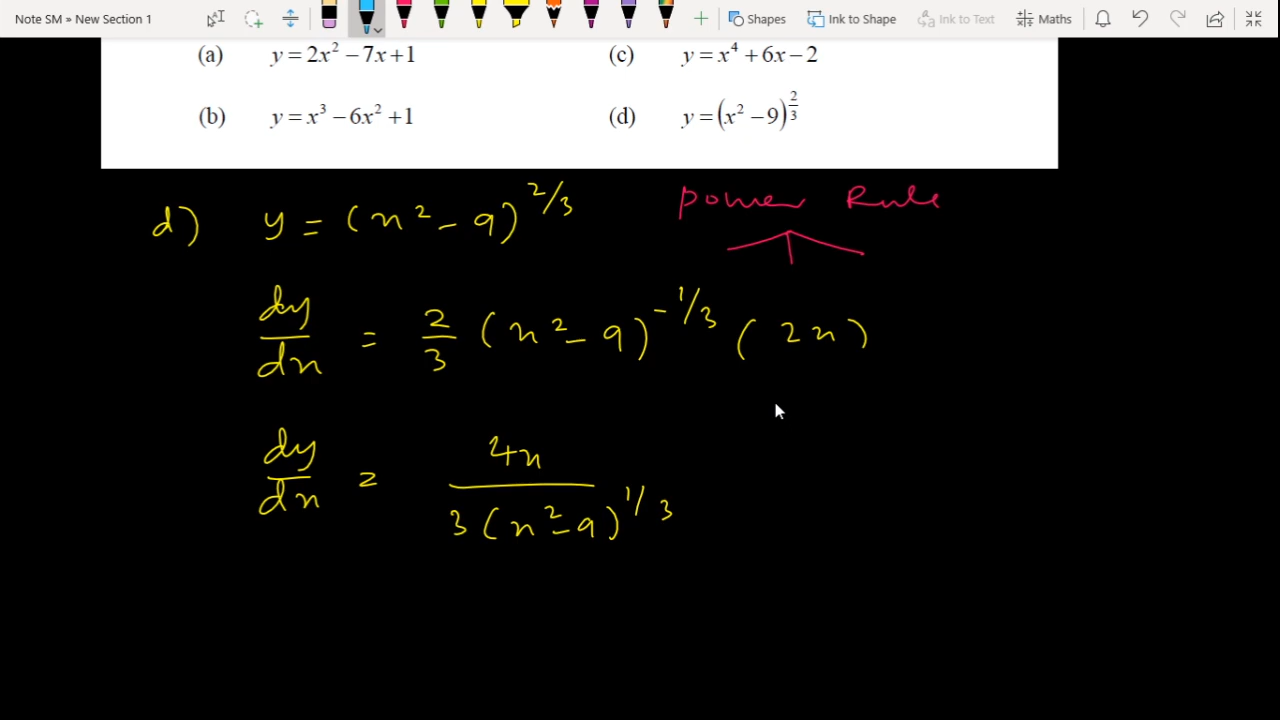 Note SM » New Section 1 Shapes Ink to Shape Ink to Text Maths
(a) y = 2x² − 7x + 1 (c) y = x⁴ + 6x − 2
(b) y = x³ − 6x² + 1 (d) y = (x² − 9)^(2/3)
d) y = (x² − 9)^(2/3) Power Rule
dy/dx = 2/3 (x² − 9)^(−1/3) (2x)
dy/dx = 4x / 3(x² − 9)^(1/3)